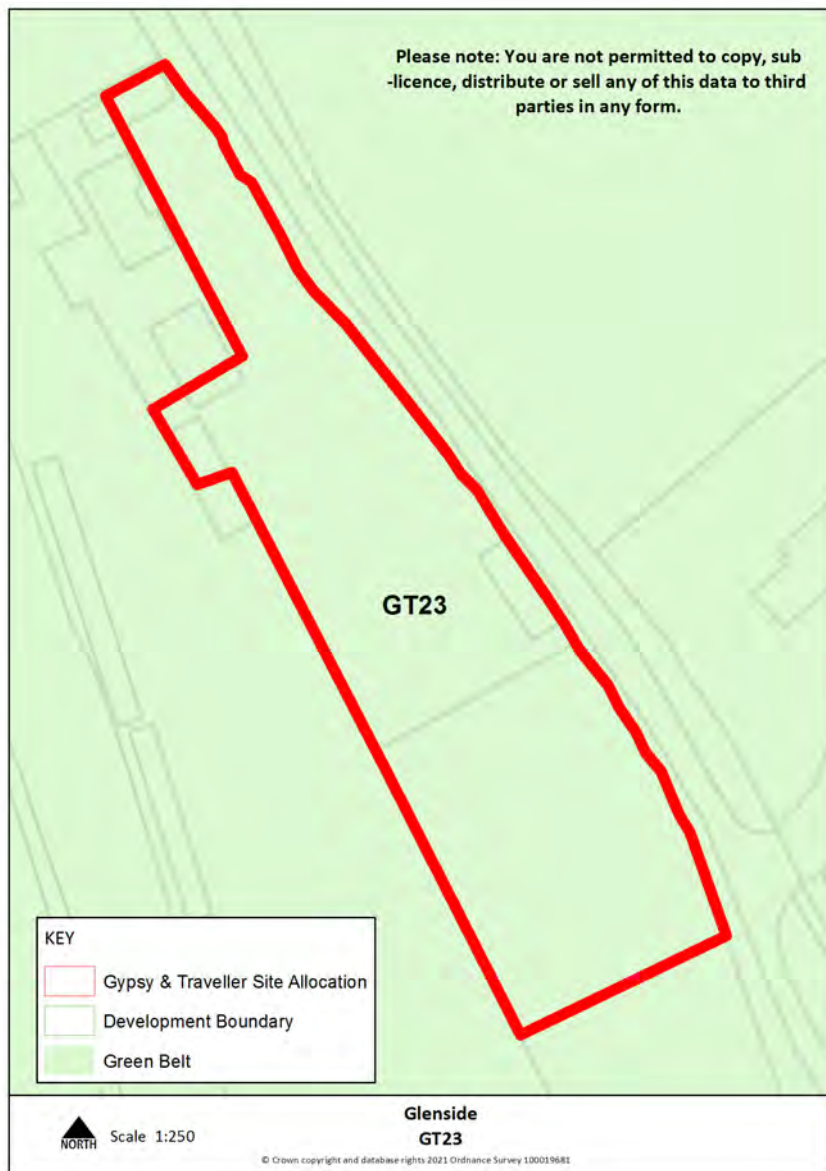 Please note: You are not permitted to copy, sub
-licence, distribute or sell any of this data to third
parties in any form.
GT23
KEY
Gypsy & Traveller Site Allocation
Development Boundary
Green Belt
NORTH
Scale 1:250
Glenside
GT23
© Crown copyright and database rights 2021 Ordnance Survey 100019681